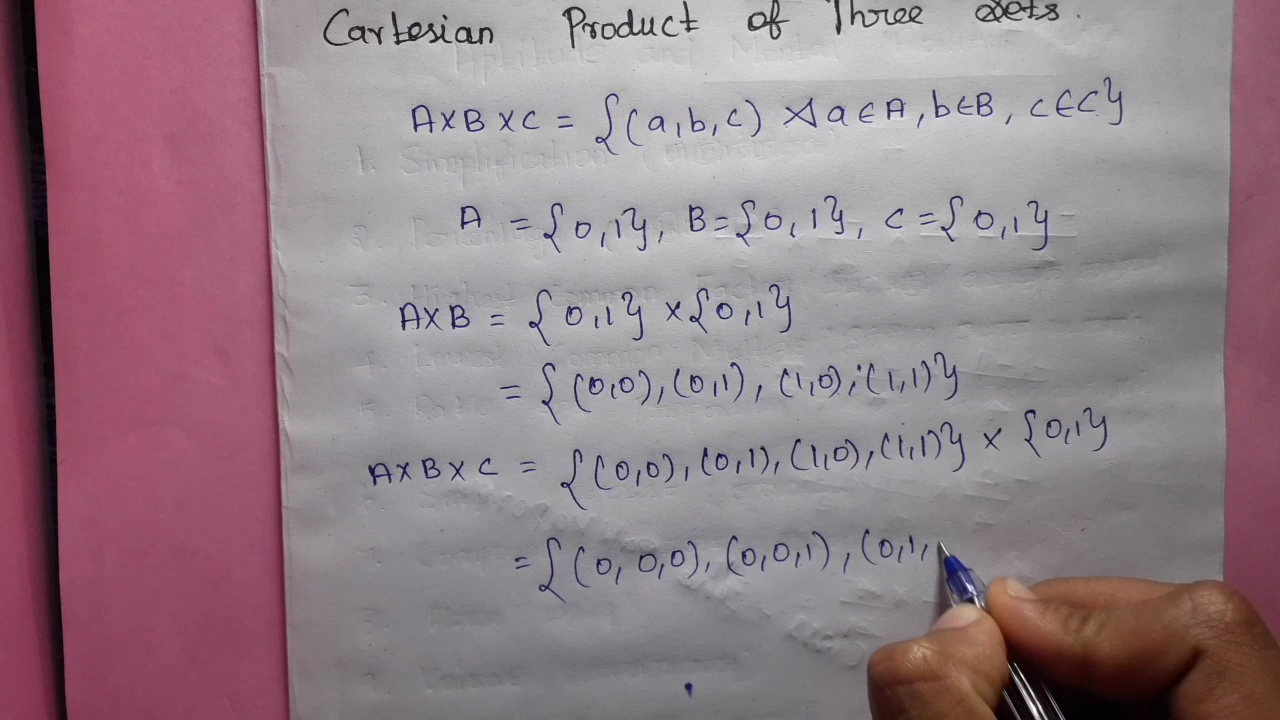 Cartesian Product of Three Sets.
A×B×C = {(a,b,c) ∀ a∈A, b∈B, c∈C}
A = {0,1}, B={0,1}, C={0,1}
A×B = {0,1} ×{0,1}
= {(0,0),(0,1), (1,0),(1,1)}
A×B×C = {(0,0),(0,1),(1,0),(1,1)} × {0,1}
={(0,0,0), (0,0,1), (0,1,